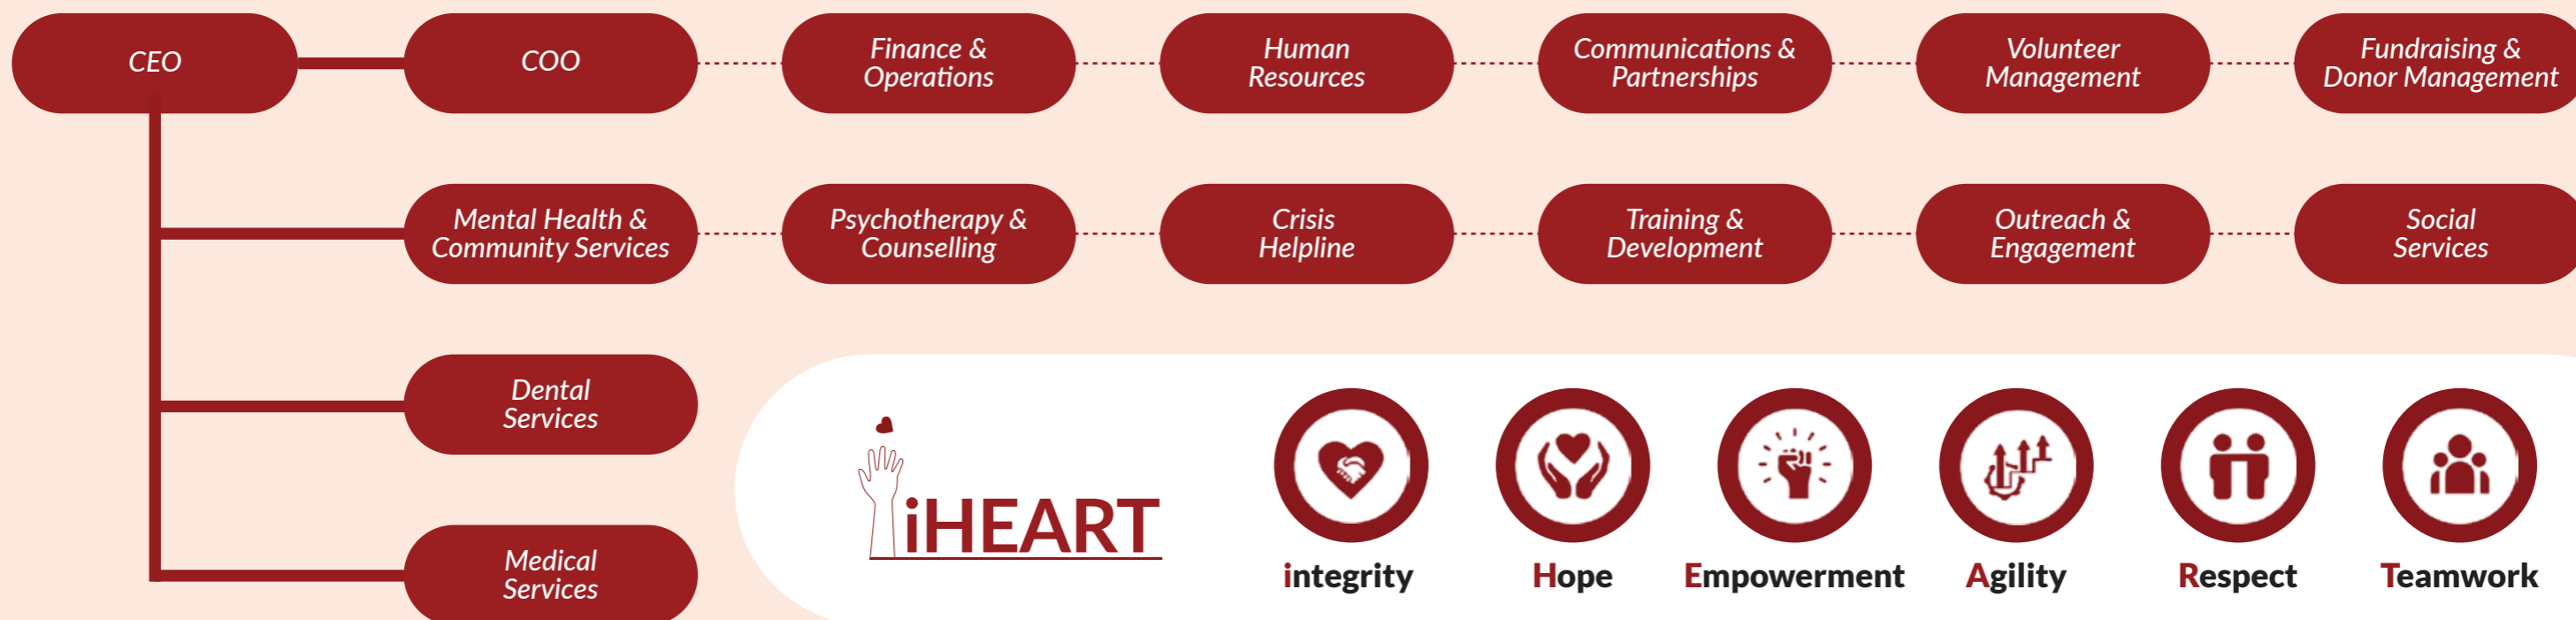 CEO
COO
Finance &
Operations
Human
Resources
Communications &
Partnerships
Volunteer
Management
Fundraising &
Donor Management
Mental Health &
Community Services
Psychotherapy &
Counselling
Crisis
Helpline
Training &
Development
Outreach &
Engagement
Social
Services
Dental
Services
Medical
Services
iHEART
integrity
Hope
Empowerment
Agility
Respect
Teamwork